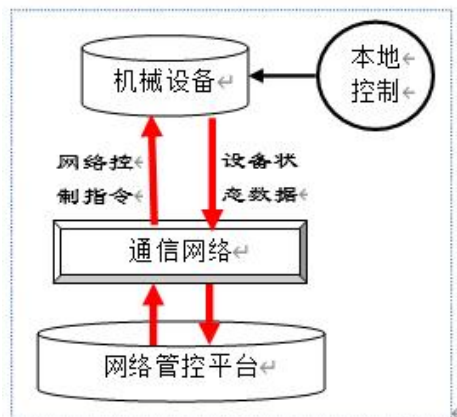 机械设备
本地
控制
网络控
制指令
设备状
态数据
通信网络
网络管控平台